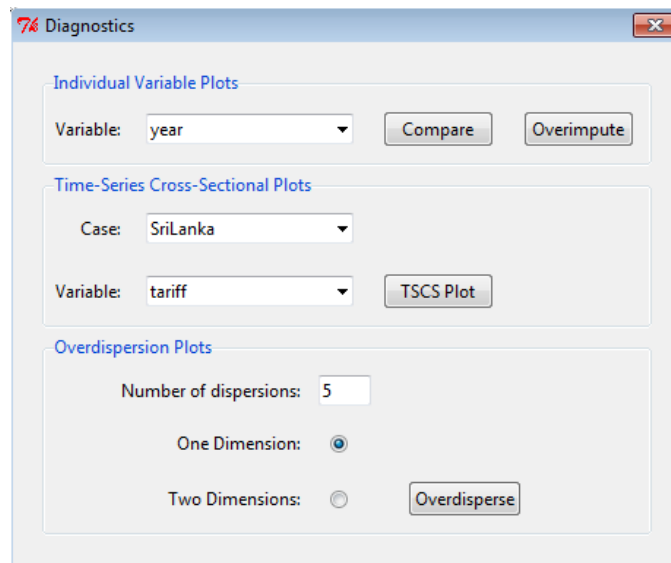 Tk Diagnostics
Individual Variable Plots
Variable: year Compare Overimpute
Time-Series Cross-Sectional Plots
Case: SriLanka
Variable: tariff TSCS Plot
Overdispersion Plots
Number of dispersions: 5
One Dimension:
Two Dimensions: Overdisperse